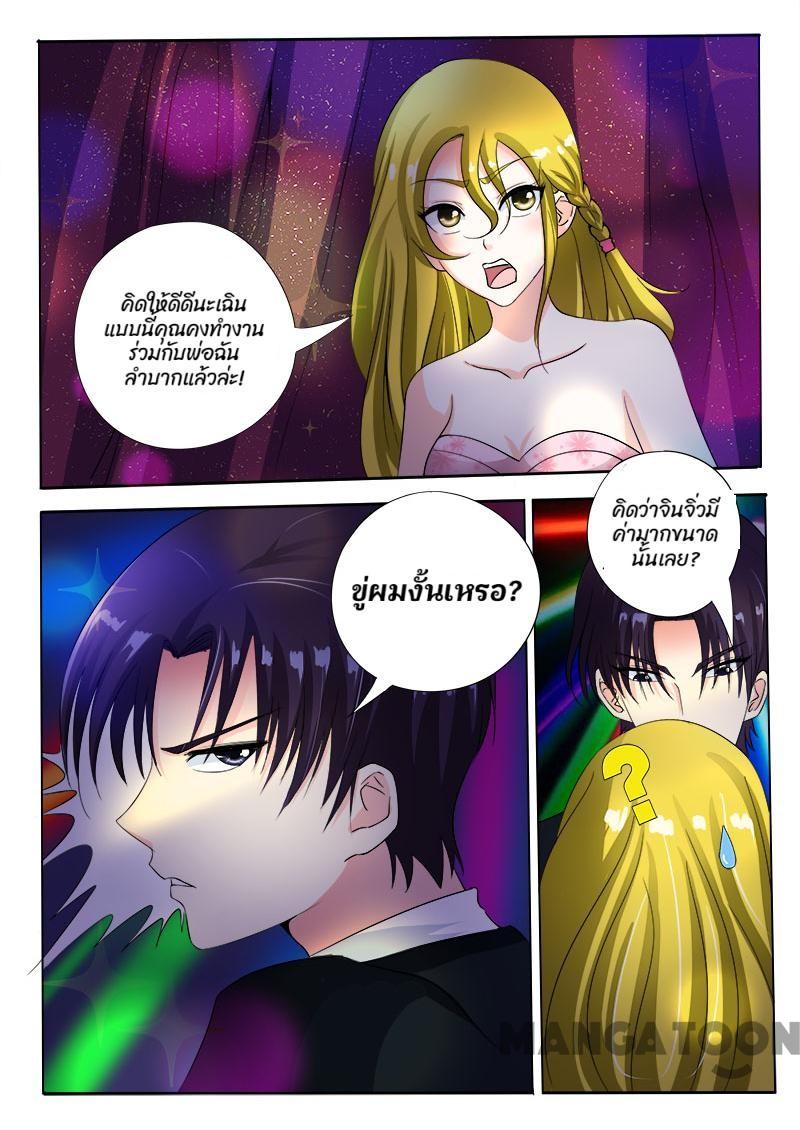 คิดให้ดีดีนะเฉิน
แบบนี้คุณคงทำงาน
ร่วมกับพ่อฉัน
ลำบากแล้วล่ะ!
ขู่ผมงั้นเหรอ?
คิดว่าจินจิ่วมี
ค่ามากขนาด
นั้นเลย?
?
MANGATOON